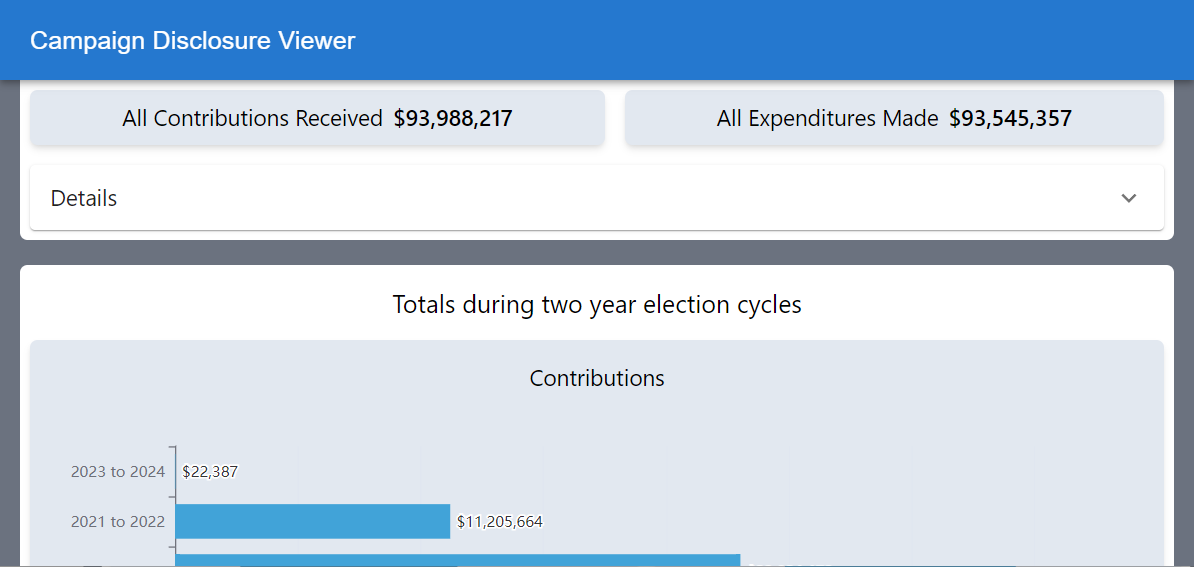 Campaign Disclosure Viewer
All Contributions Received $93,988,217
All Expenditures Made $93,545,357
Details
Totals during two year election cycles
Contributions
2023 to 2024 $22,387
2021 to 2022 $11,205,664